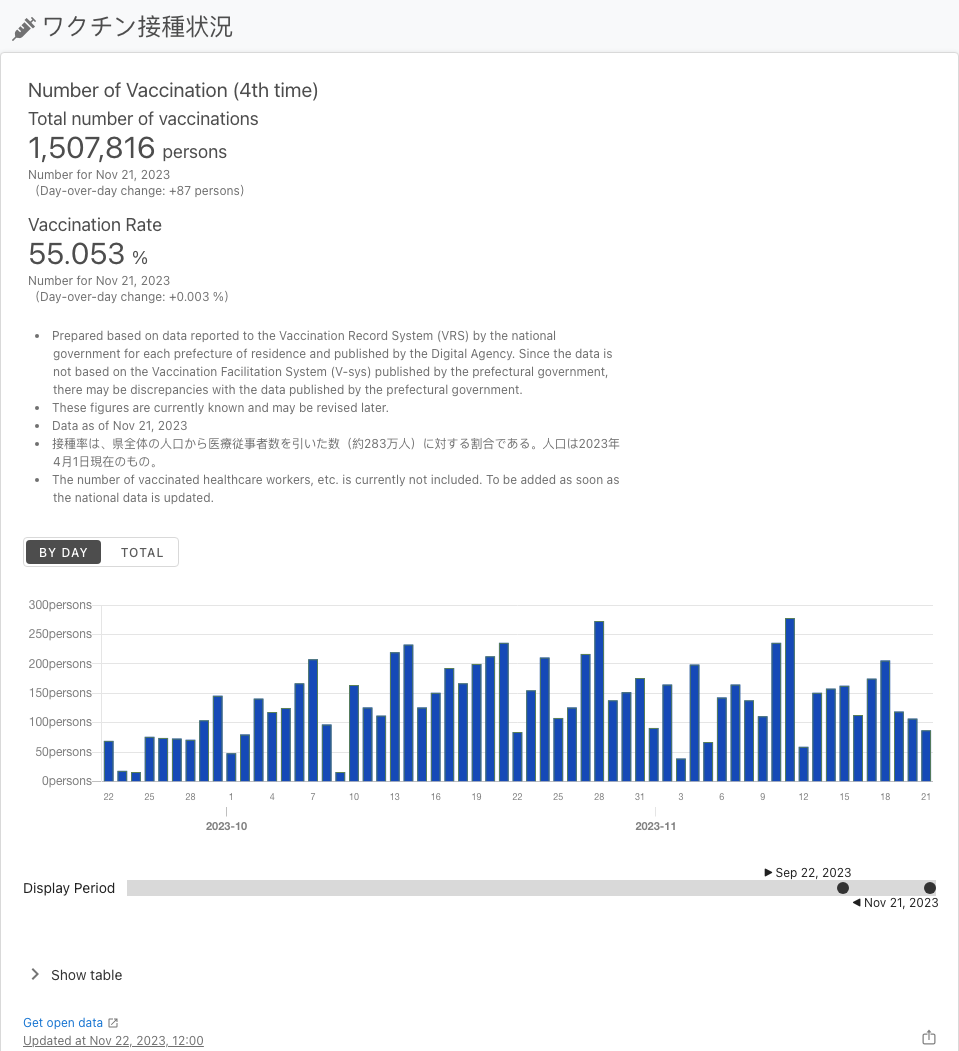 ワクチン接種状況
Number of Vaccination (4th time)
Total number of vaccinations
1,507,816 persons
Number for Nov 21, 2023
(Day-over-day change: +87 persons)
Vaccination Rate
55.053 %
Number for Nov 21, 2023
(Day-over-day change: +0.003 %)
• Prepared based on data reported to the Vaccination Record System (VRS) by the national
government for each prefecture of residence and published by the Digital Agency. Since the data is
not based on the Vaccination Facilitation System (V-sys) published by the prefectural government,
there may be discrepancies with the data published by the prefectural government.
• These figures are currently known and may be revised later.
• Data as of Nov 21, 2023
• 接種率は、県全体の人口から医療従事者数を引いた数（約283万人）に対する割合である。人口は2023年
4月1日現在のもの。
• The number of vaccinated healthcare workers, etc. is currently not included. To be added as soon as
the national data is updated.
BY DAY TOTAL
300persons
250persons
200persons
150persons
100persons
50persons
0persons
22 25 28 1 4 7 10 13 16 19 22 25 28 31 3 6 9 12 15 18 21
2023-10 2023-11
Sep 22, 2023
Display Period
Nov 21, 2023
Show table
Get open data
Updated at Nov 22, 2023, 12:00